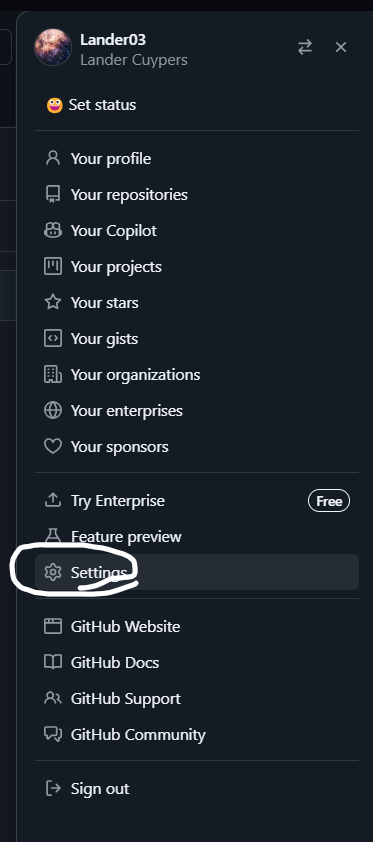 Lander03
Lander Cuypers
Set status
Your profile
Your repositories
Your Copilot
Your projects
Your stars
Your gists
Your organizations
Your enterprises
Your sponsors
Try Enterprise Free
Feature preview
Settings
GitHub Website
GitHub Docs
GitHub Support
GitHub Community
Sign out